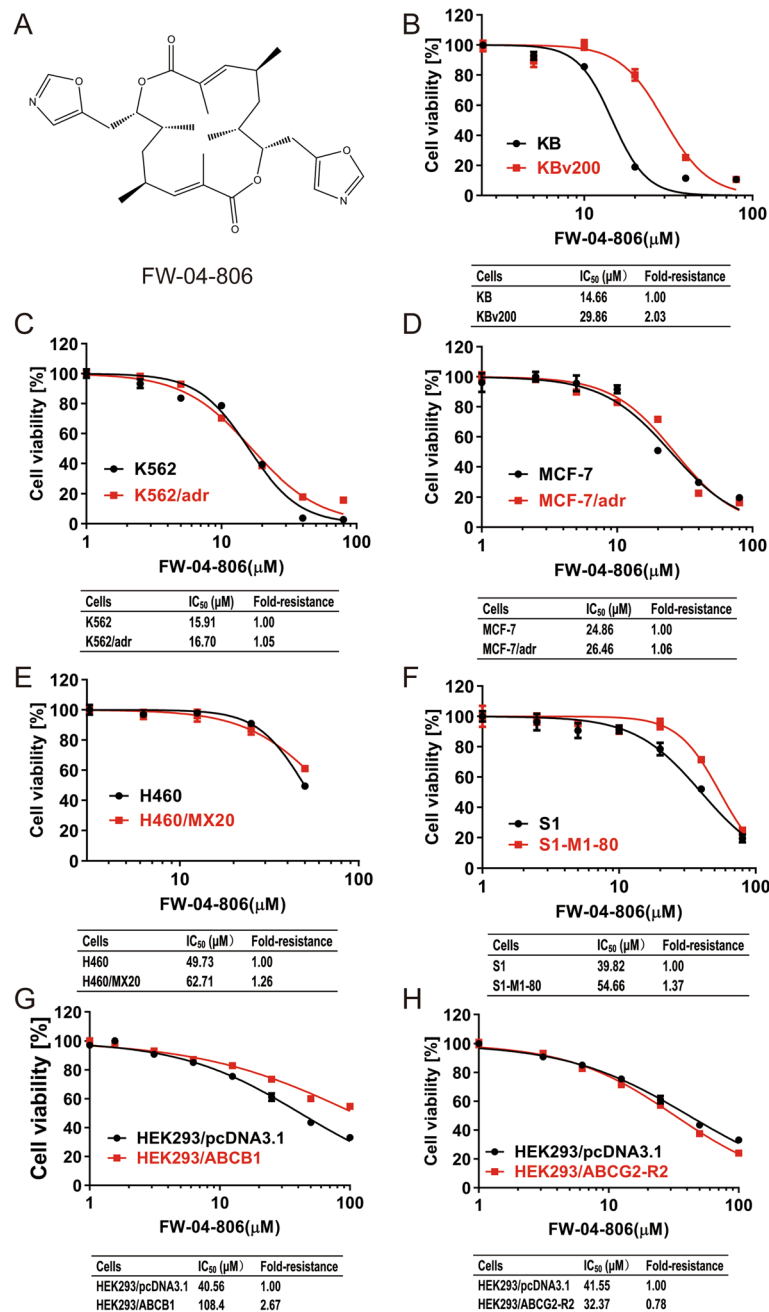 A
O
O
N
O
O
O
N
O
FW-04-806
B
Cell viability [%]
120
100
80
60
40
20
0
KB
KBv200
10 100
FW-04-806(μM)
Cells IC50 (μM) Fold-resistance
KB 14.66 1.00
KBv200 29.86 2.03
C
Cell viability [%]
120
100
80
60
40
20
0
K562
K562/adr
1 10 100
FW-04-806(μM)
Cells IC50 (μM) Fold-resistance
K562 15.91 1.00
K562/adr 16.70 1.05
D
Cell viability [%]
120
100
80
60
40
20
0
MCF-7
MCF-7/adr
1 10 100
FW-04-806(μM)
Cells IC50 (μM) Fold-resistance
MCF-7 24.86 1.00
MCF-7/adr 26.46 1.06
E
Cell viability [%]
120
100
80
60
40
20
0
H460
H460/MX20
10 100
FW-04-806(μM)
Cells IC50 (μM) Fold-resistance
H460 49.73 1.00
H460/MX20 62.71 1.26
F
Cell viability [%]
120
100
80
60
40
20
0
S1
S1-M1-80
1 10 100
FW-04-806(μM)
Cells IC50 (μM) Fold-resistance
S1 39.82 1.00
S1-M1-80 54.66 1.37
G
Cell viability [%]
120
100
80
60
40
20
0
HEK293/pcDNA3.1
HEK293/ABCB1
1 10 100
FW-04-806(μM)
Cells IC50 (μM) Fold-resistance
HEK293/pcDNA3.1 40.56 1.00
HEK293/ABCB1 108.4 2.67
H
Cell viability [%]
120
100
80
60
40
20
0
HEK293/pcDNA3.1
HEK293/ABCG2-R2
1 10 100
FW-04-806(μM)
Cells IC50 (μM) Fold-resistance
HEK293/pcDNA3.1 41.55 1.00
HEK293/ABCG2-R2 32.37 0.78